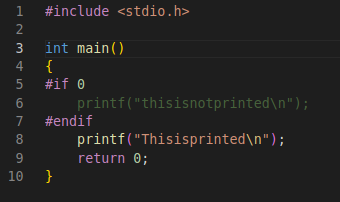 1 #include <stdio.h>
2
3 int main()
4 {
5 #if 0
6     printf("thisisnotprinted\n");
7 #endif
8     printf("Thisisprinted\n");
9     return 0;
10 }